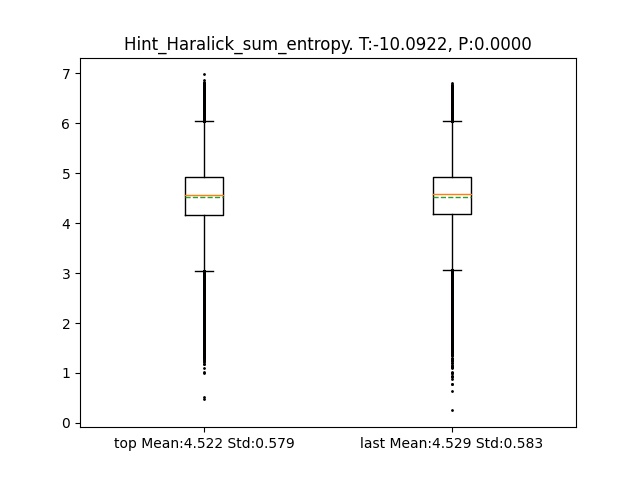 Hint_Haralick_sum_entropy. T:-10.0922, P:0.0000
7
6
5
4
3
2
1
0
top Mean:4.522 Std:0.579
last Mean:4.529 Std:0.583